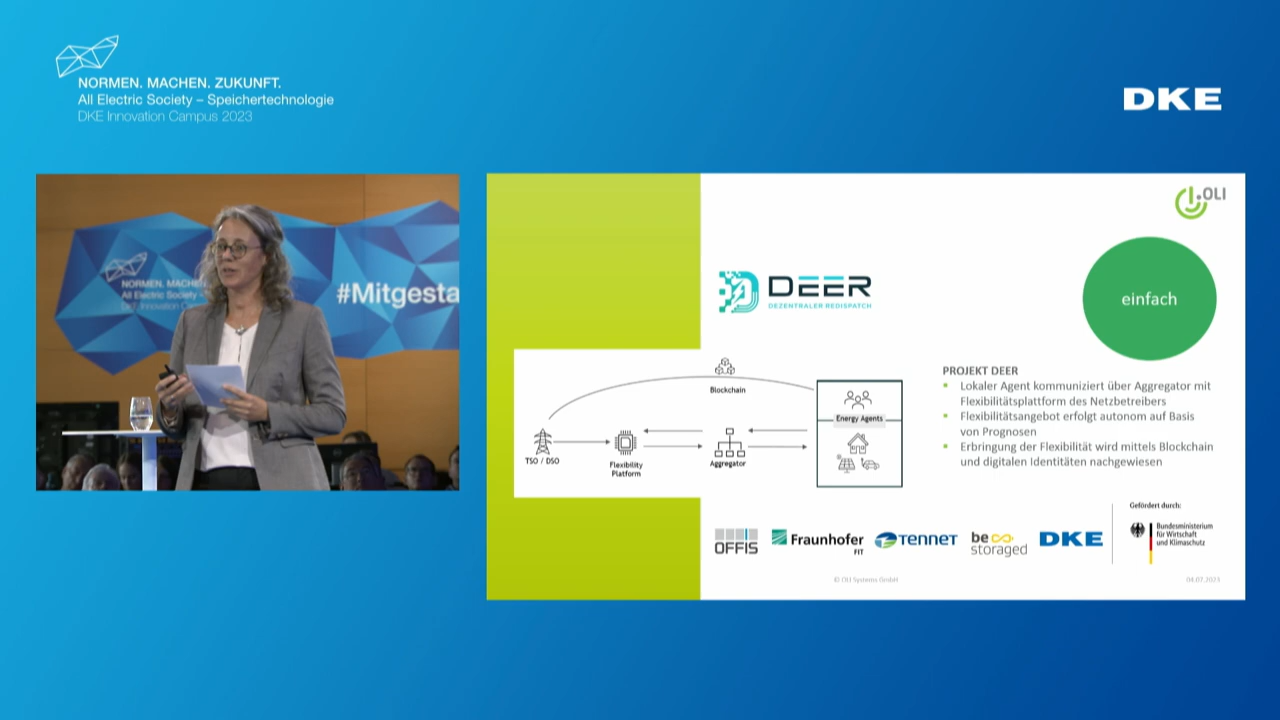 NORMEN. MACHEN. ZUKUNFT.
All Electric Society – Speichertechnologie
DKE Innovation Campus 2023
DKE
NORMEN. MACHEN
All Electric Society –
DKE Innovation Ca
#Mitgesta
OLI
DEER
DEZENTRALER REDISPATCH
einfach
Blockchain
Energy Agents
TSO / DSO
Flexibility
Platform
Aggregator
PROJEKT DEER
Lokaler Agent kommuniziert über Aggregator mit
Flexibilitätsplattform des Netzbetreibers
Flexibilitätsangebot erfolgt autonom auf Basis
von Prognosen
Erbringung der Flexibilität wird mittels Blockchain
und digitalen Identitäten nachgewiesen
OFFIS
Fraunhofer
FIT
TENNET
be
storaged
DKE
Gefördert durch:
Bundesministerium
für Wirtschaft
und Klimaschutz
© OLI Systems GmbH
04.07.2023